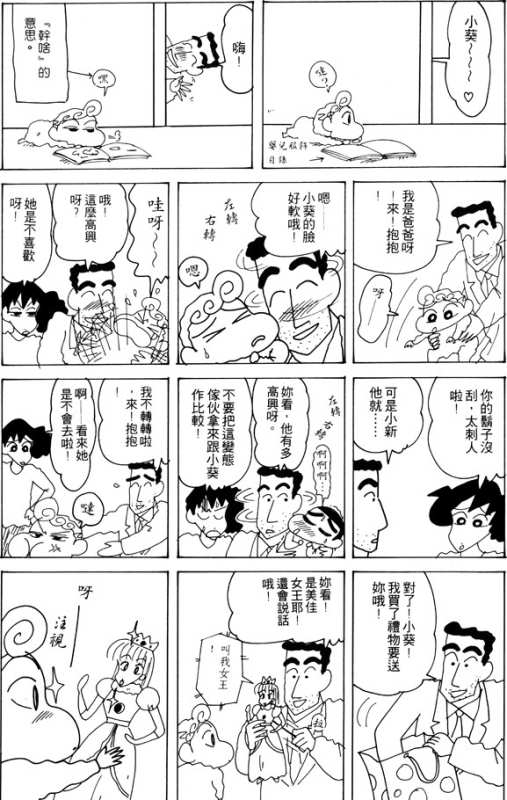 小葵～～～♡
哇?
嬰兒服飾
目錄
嗨!
嘿
『幹啥』的
意思。
我是爸爸呀
!來!抱抱
呀
嗯……
小葵的臉
好軟哦!
左轉
右轉
嗯
哇呀～
哦!
這麼高興
呀?
她是不喜歡
呀!
你的鬍子沒
刮,太刺人
啦!
可是小新
他就……
左轉
右轉
啊啊啊…
妳看,他有多
高興呀。
不要把這變態
傢伙拿來跟小葵
作比較!
我不轉轉啦
!來!抱抱
!
哇
啊……看來她
是不會去啦!
對了!小葵!
我買了禮物要送
妳哦!
妳看!
是美佳
女王耶!
還會說話
哦!
叫我女王
!
拉
呀
注視